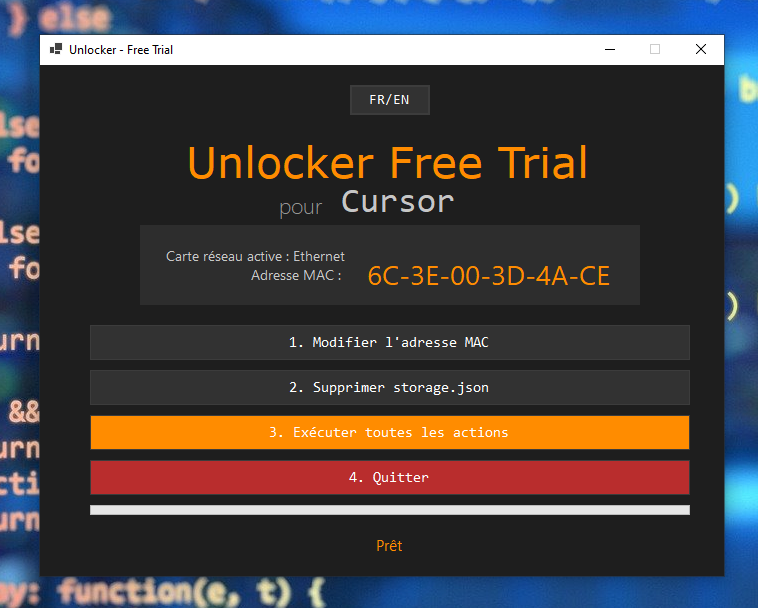 } else
Unlocker - Free Trial
FR/EN
Unlocker Free Trial
pour Cursor
Carte réseau active : Ethernet
Adresse MAC : 6C-3E-00-3D-4A-CE
1. Modifier l'adresse MAC
2. Supprimer storage.json
3. Exécuter toutes les actions
4. Quitter
Prêt
&&
function(e, t) {